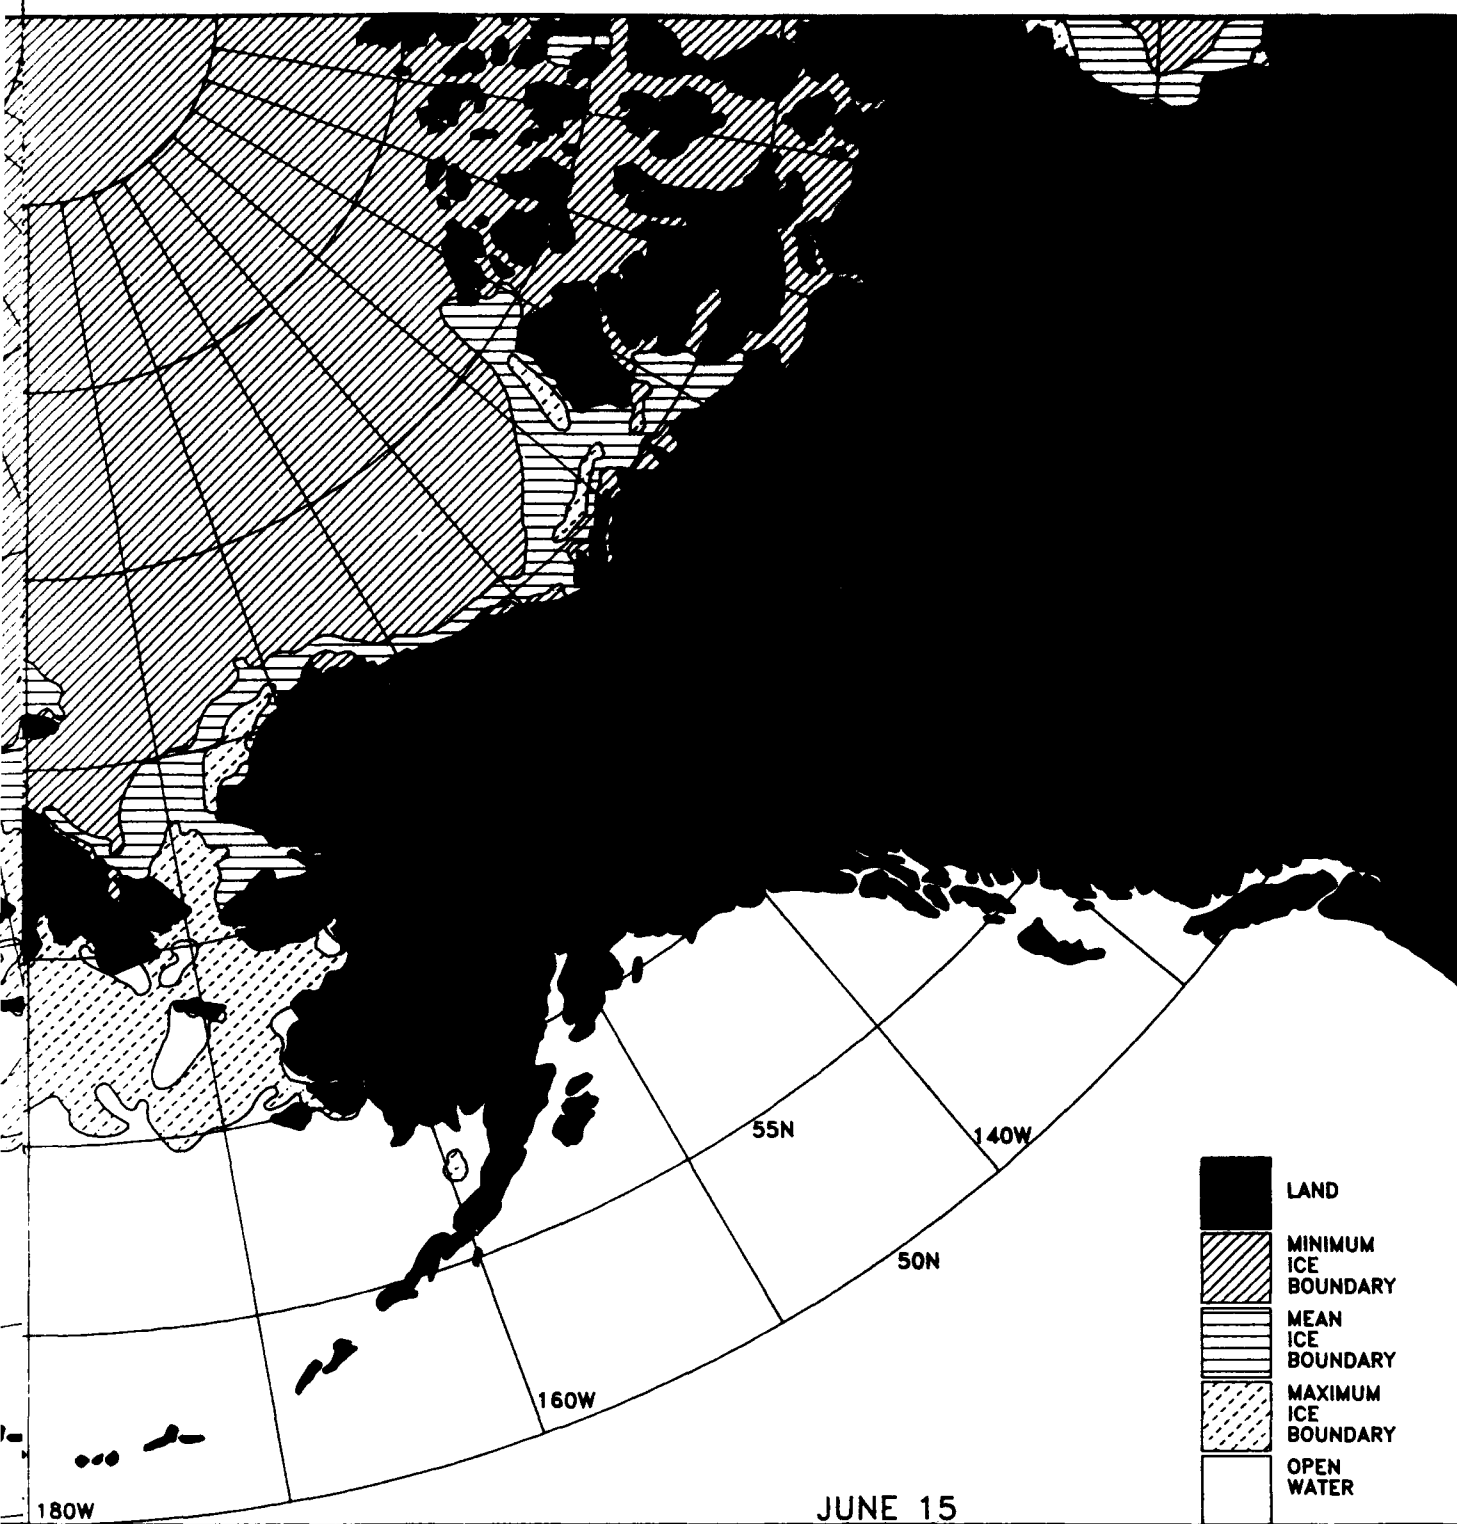 55N
140W
50N
160W
180W
JUNE 15
LAND
MINIMUM
ICE
BOUNDARY
MEAN
ICE
BOUNDARY
MAXIMUM
ICE
BOUNDARY
OPEN
WATER